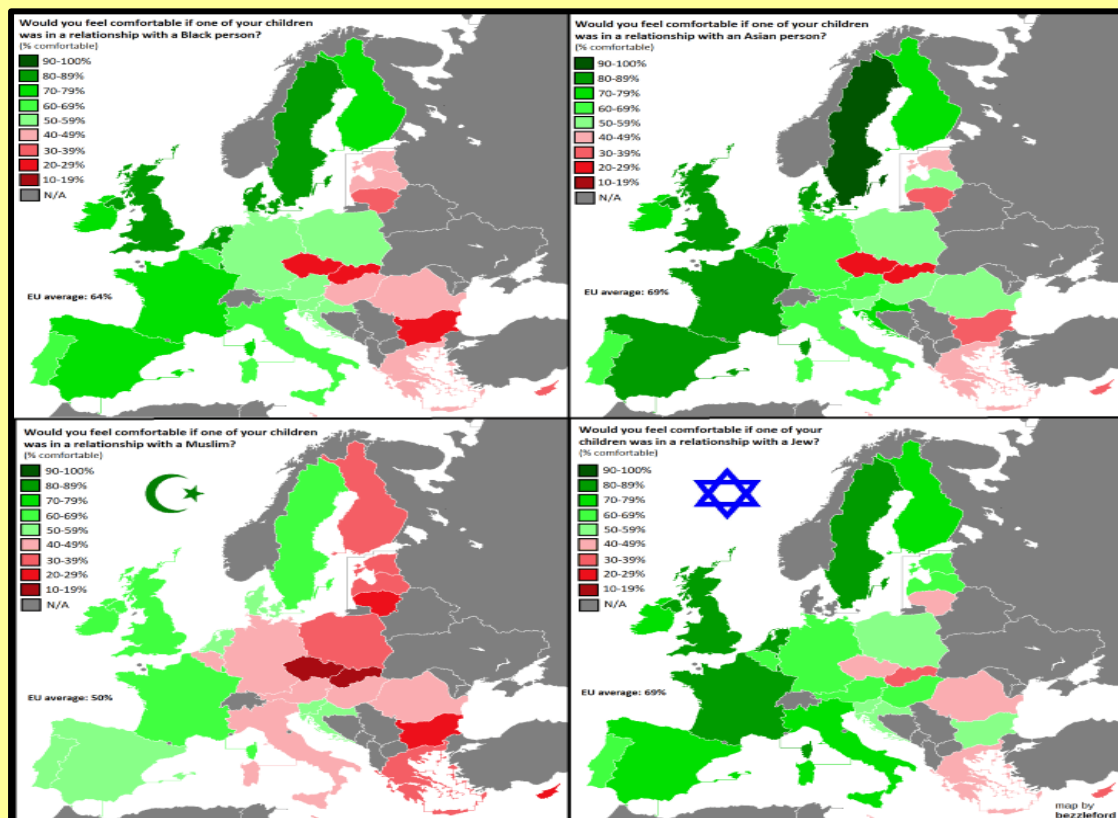 Would you feel comfortable if one of your children
was in a relationship with a Black person?
(% comfortable)
90-100%
80-89%
70-79%
60-69%
50-59%
40-49%
30-39%
20-29%
10-19%
N/A
EU average: 64%
Would you feel comfortable if one of your children
was in a relationship with an Asian person?
(% comfortable)
90-100%
80-89%
70-79%
60-69%
50-59%
40-49%
30-39%
20-29%
10-19%
N/A
EU average: 69%
Would you feel comfortable if one of your children
was in a relationship with a Muslim?
(% comfortable)
90-100%
80-89%
70-79%
60-69%
50-59%
40-49%
30-39%
20-29%
10-19%
N/A
EU average: 50%
Would you feel comfortable if one of your
children was in a relationship with a Jew?
(% comfortable)
90-100%
80-89%
70-79%
60-69%
50-59%
40-49%
30-39%
20-29%
10-19%
N/A
EU average: 69%
map by
bezzleford